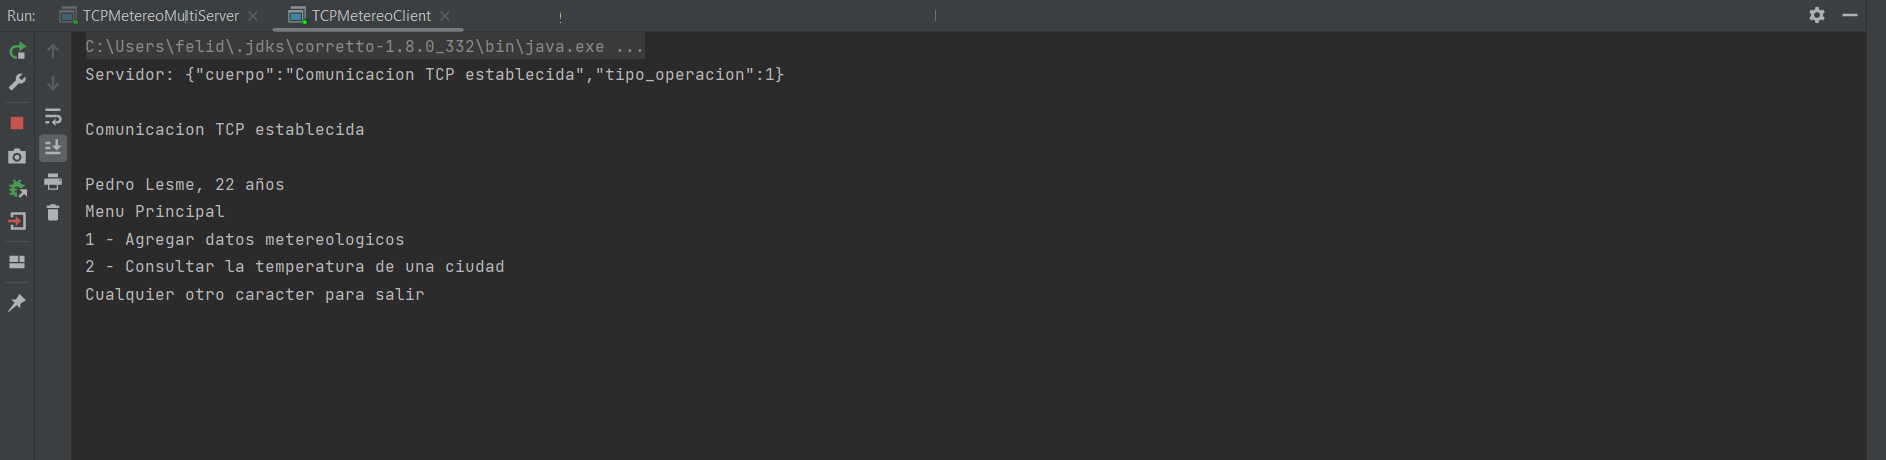 Run: TCPMetereoMultiServer TCPMetereoClient
C:\Users\felid\.jdks\corretto-1.8.0_332\bin\java.exe ...
Servidor: {"cuerpo":"Comunicacion TCP establecida","tipo_operacion":1}
Comunicacion TCP establecida
Pedro Lesme, 22 años
Menu Principal
1 - Agregar datos metereologicos
2 - Consultar la temperatura de una ciudad
Cualquier otro caracter para salir